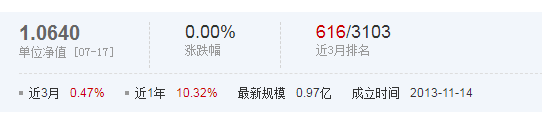 1.0640 0.00% 616/3103
单位净值 [07-17] 涨跌幅 近3月排名
近3月 0.47% 近1年 10.32% 最新规模 0.97亿 成立时间 2013-11-14